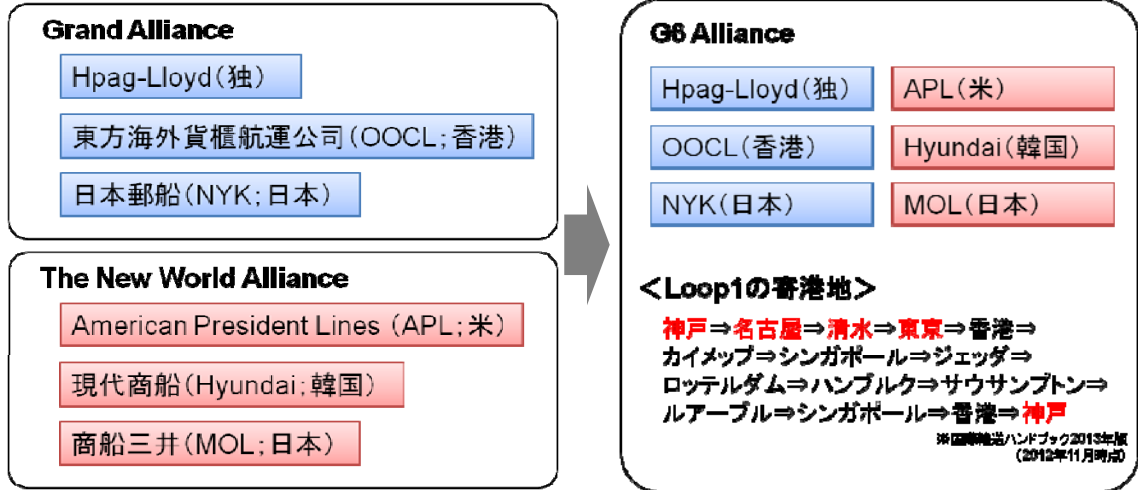 Grand Alliance
Hpag-Lloyd（独）
東方海外貨櫃航運公司（OOCL；香港）
日本郵船（NYK；日本）
The New World Alliance
American President Lines （APL；米）
現代商船（Hyundai；韓国）
商船三井（MOL；日本）
G6 Alliance
Hpag-Lloyd（独）
APL（米）
OOCL（香港）
Hyundai（韓国）
NYK（日本）
MOL（日本）
＜Loop1の寄港地＞
神戸⇒名古屋⇒清水⇒東京⇒香港⇒
カイメップ⇒シンガポール⇒ジェッダ⇒
ロッテルダム⇒ハンブルク⇒サウサンプトン⇒
ルアーブル⇒シンガポール⇒香港⇒神戸
※国際輸送ハンドブック2013年版
（2012年11月時点）